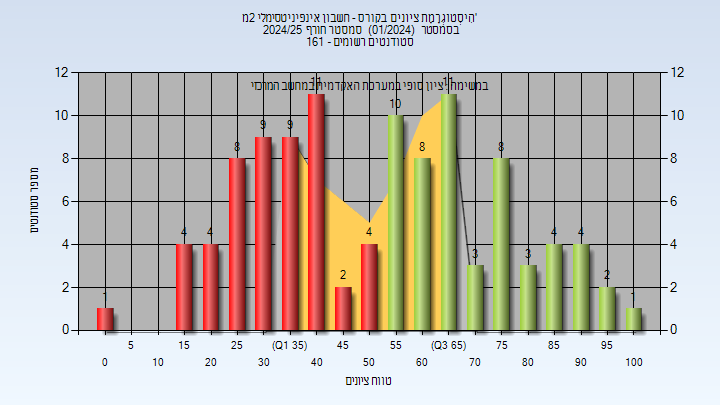 היסטוגרמת ציונים בקורס - חשבון אינפיניטסימלי 2מ'
בסמסטר (01/2024) סמסטר חורף 2024/25
סטודנטים רשומים - 161
במשימה: ציון סופי במערכת האקדמית במחשב המרכזי
מספר סטודנטים
12 12
10 10
8 8
6 6
4 4
2 2
0 0
1 4 4 8 9 9 11 2 4 10 8 11 3 8 3 4 4 2 1
5 15 25 (Q1 35) 45 55 (Q3 65) 75 85 95
0 10 20 30 40 50 60 70 80 90 100
טווח ציונים